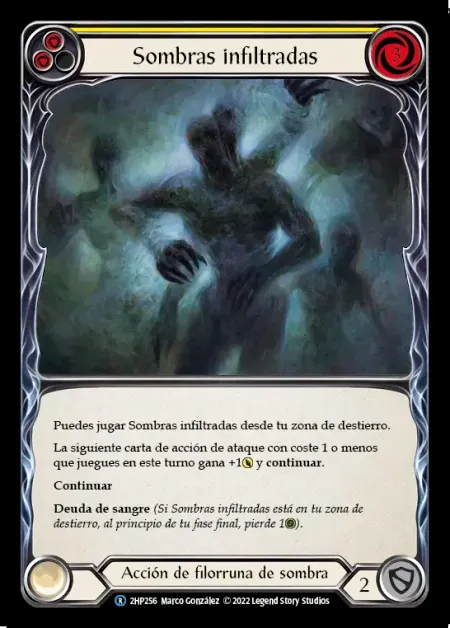 Sombras infiltradas
3
Puedes jugar Sombras infiltradas desde tu zona de destierro.
La siguiente carta de acción de ataque con coste 1 o menos
que juegues en este turno gana +1 y continuar.
Continuar
Deuda de sangre (Si Sombras infiltradas está en tu zona de
destierro, al principio de tu fase final, pierde 1).
Acción de filorruna de sombra
2
R 2HP256 Marco González © 2022 Legend Story Studios